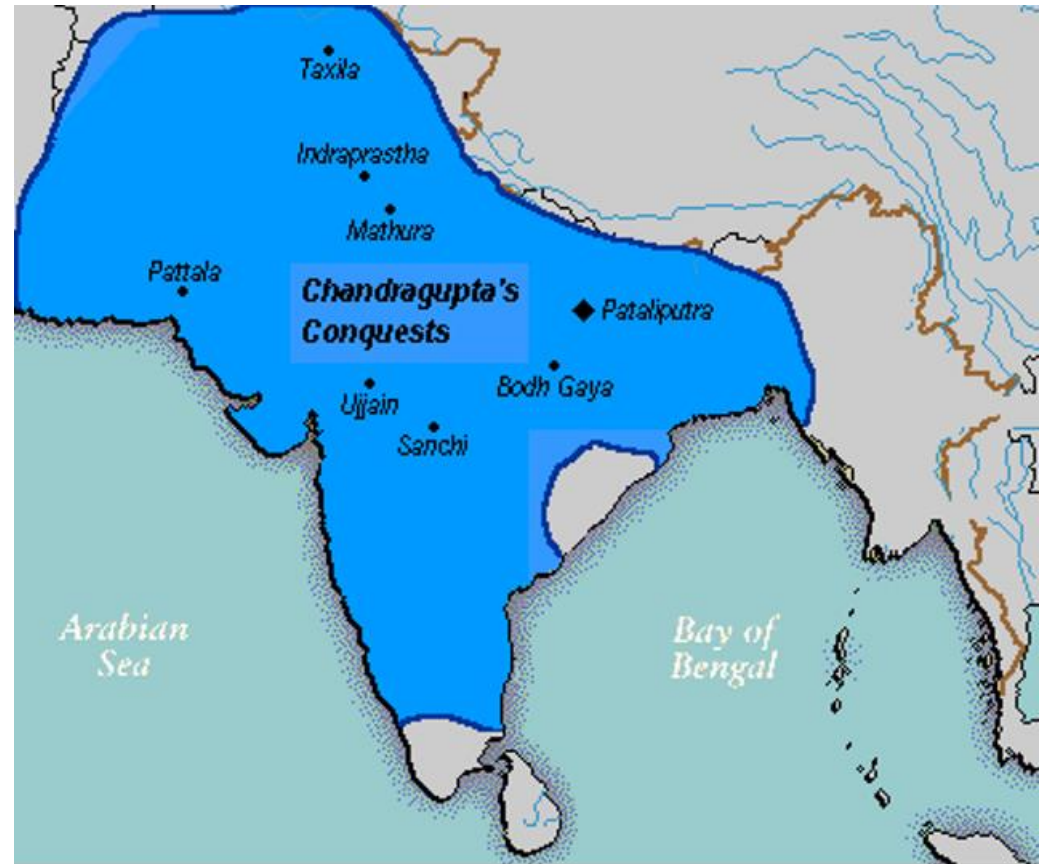 Taxila
Indraprastha
Mathura
Pattala
Chandragupta's
Conquests
Pataliputra
Bodh Gaya
Ujjain
Sanchi
Arabian
Sea
Bay of
Bengal